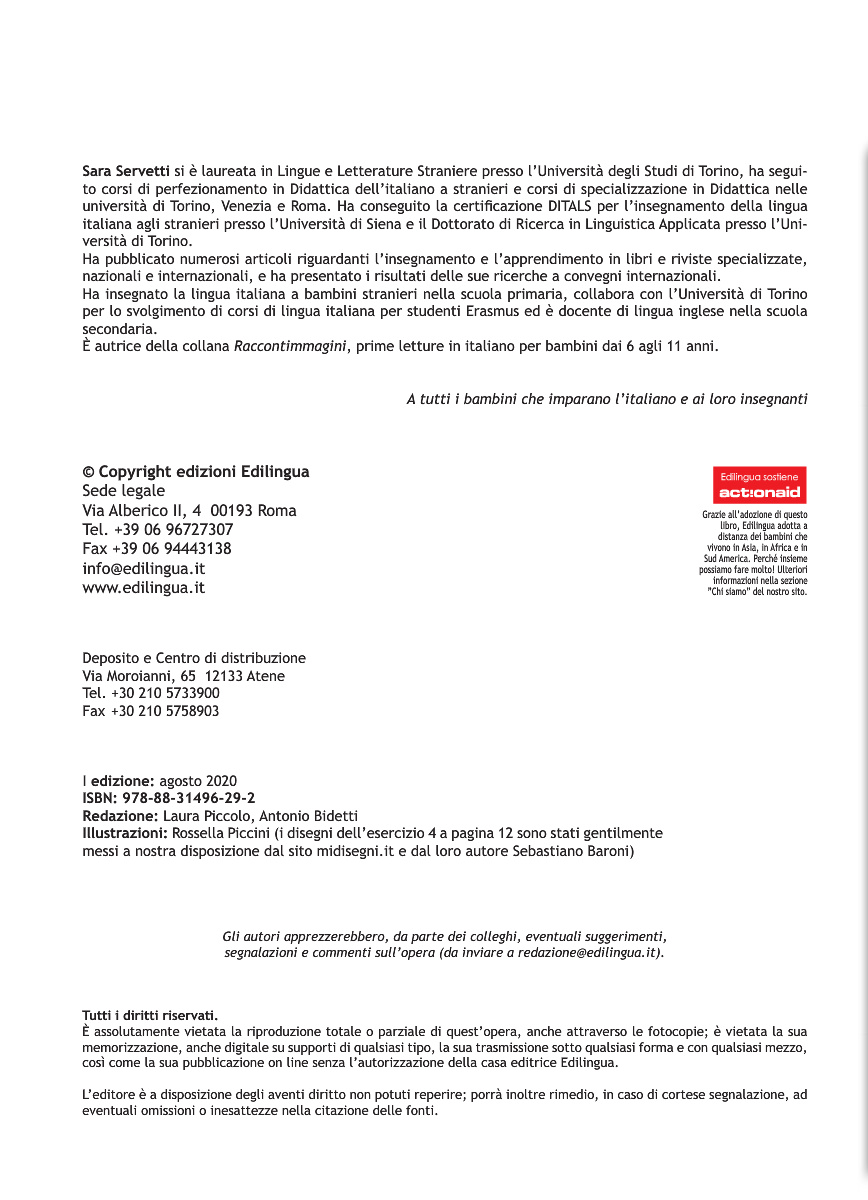 Sara Servetti si è laureata in Lingue e Letterature Straniere presso l’Università degli Studi di Torino, ha segui-
to corsi di perfezionamento in Didattica dell’italiano a stranieri e corsi di specializzazione in Didattica nelle
università di Torino, Venezia e Roma. Ha conseguito la certificazione DITALS per l’insegnamento della lingua
italiana agli stranieri presso l’Università di Siena e il Dottorato di Ricerca in Linguistica Applicata presso l’Uni-
versità di Torino.
Ha pubblicato numerosi articoli riguardanti l’insegnamento e l’apprendimento in libri e riviste specializzate,
nazionali e internazionali, e ha presentato i risultati delle sue ricerche a convegni internazionali.
Ha insegnato la lingua italiana a bambini stranieri nella scuola primaria, collabora con l’Università di Torino
per lo svolgimento di corsi di lingua italiana per studenti Erasmus ed è docente di lingua inglese nella scuola
secondaria.
È autrice della collana Raccontimmagini, prime letture in italiano per bambini dai 6 agli 11 anni.
A tutti i bambini che imparano l’italiano e ai loro insegnanti
© Copyright edizioni Edilingua
Sede legale
Via Alberico II, 4 00193 Roma
Tel. +39 06 96727307
Fax +39 06 94443138
info@edilingua.it
www.edilingua.it
Edilingua sostiene
act:onaid
Grazie all’adozione di questo
libro, Edilingua adotta a
distanza dei bambini che
vivono in Asia, in Africa e in
Sud America. Perché insieme
possiamo fare molto! Ulteriori
informazioni nella sezione
"Chi siamo" del nostro sito.
Deposito e Centro di distribuzione
Via Moroianni, 65 12133 Atene
Tel. +30 210 5733900
Fax +30 210 5758903
I edizione: agosto 2020
ISBN: 978-88-31496-29-2
Redazione: Laura Piccolo, Antonio Bidetti
Illustrazioni: Rossella Piccini (i disegni dell’esercizio 4 a pagina 12 sono stati gentilmente
messi a nostra disposizione dal sito midisegni.it e dal loro autore Sebastiano Baroni)
Gli autori apprezzerebbero, da parte dei colleghi, eventuali suggerimenti,
segnalazioni e commenti sull’opera (da inviare a redazione@edilingua.it).
Tutti i diritti riservati.
È assolutamente vietata la riproduzione totale o parziale di quest’opera, anche attraverso le fotocopie; è vietata la sua
memorizzazione, anche digitale su supporti di qualsiasi tipo, la sua trasmissione sotto qualsiasi forma e con qualsiasi mezzo,
così come la sua pubblicazione on line senza l’autorizzazione della casa editrice Edilingua.
L’editore è a disposizione degli aventi diritto non potuti reperire; porrà inoltre rimedio, in caso di cortese segnalazione, ad
eventuali omissioni o inesattezze nella citazione delle fonti.